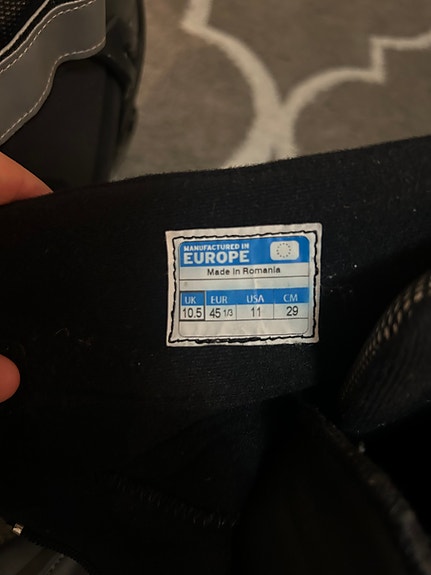 MANUFACTURED IN
EUROPE
Made in Romania
UK EUR USA CM
10.5 45 1/3 11 29